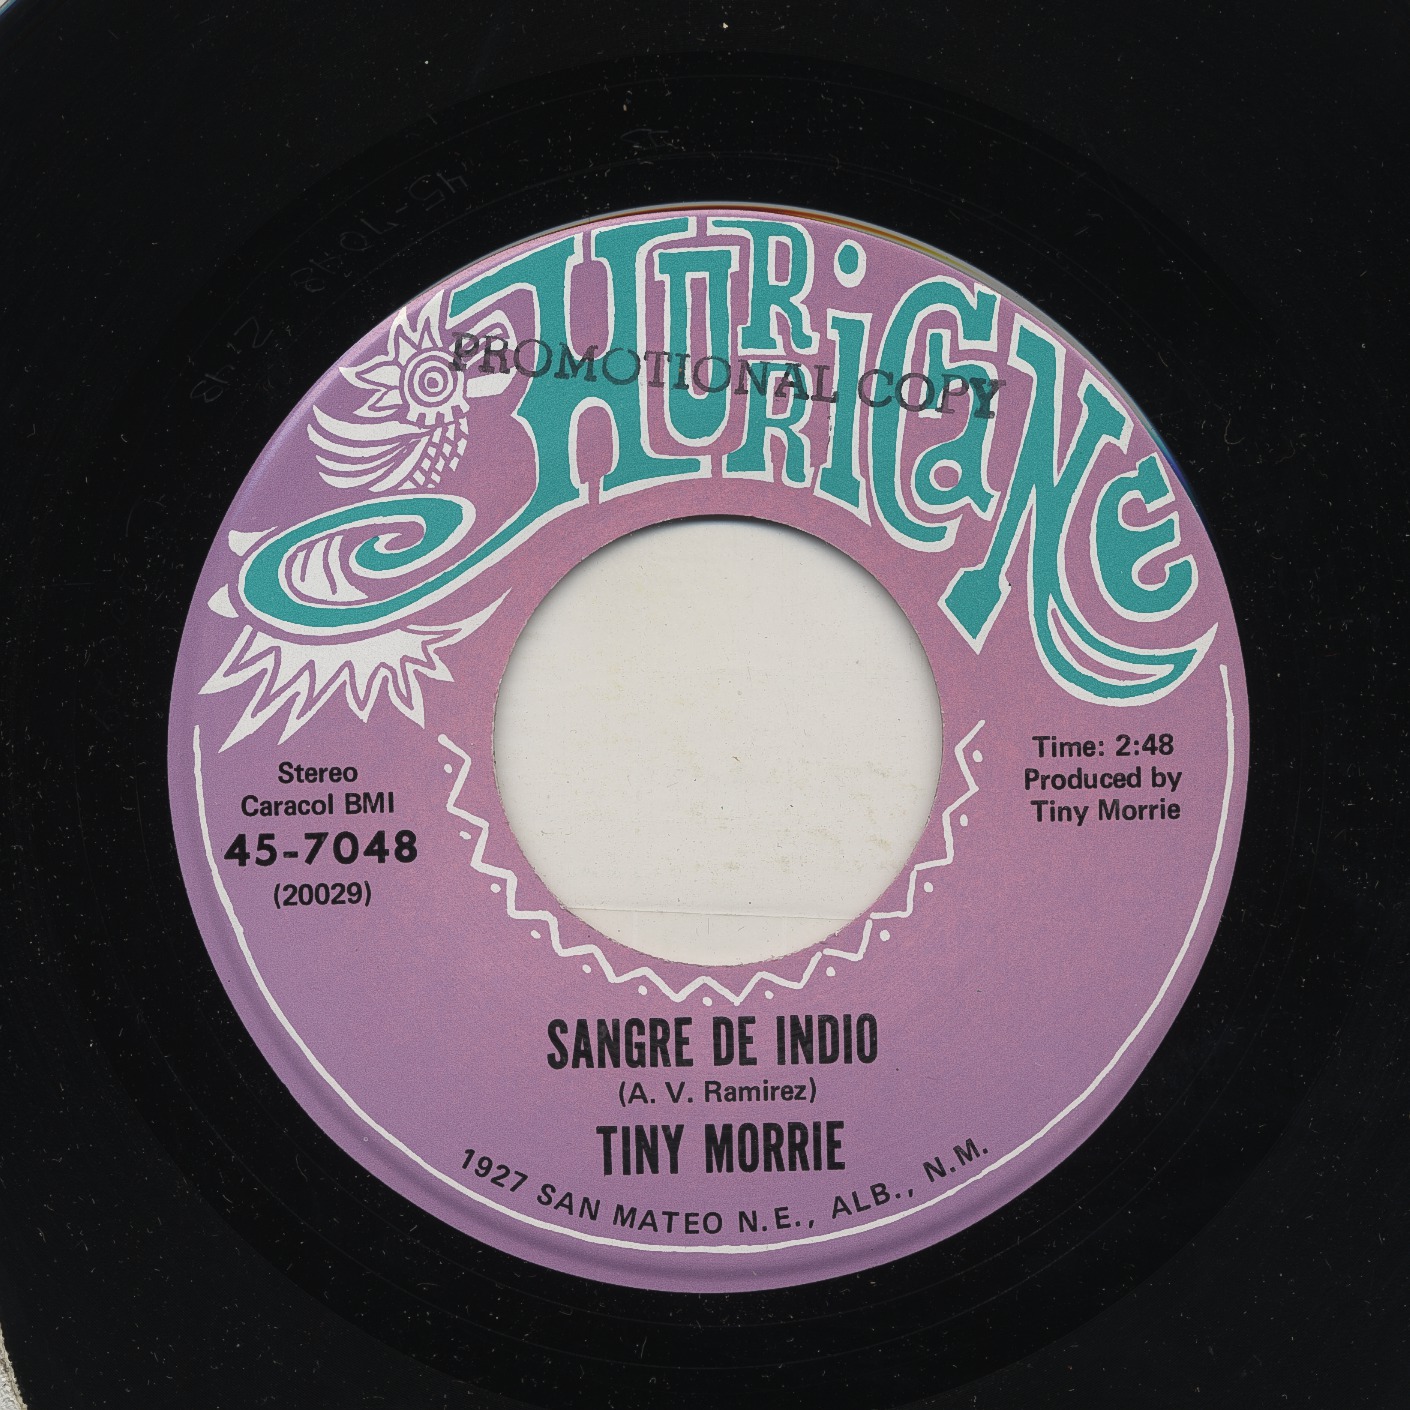 HURRICANE
PROMOTIONAL COPY
Stereo
Caracol BMI
45-7048
(20029)
Time: 2:48
Produced by
Tiny Morrie
SANGRE DE INDIO
(A. V. Ramirez)
TINY MORRIE
1927 SAN MATEO N.E., ALB., N.M.